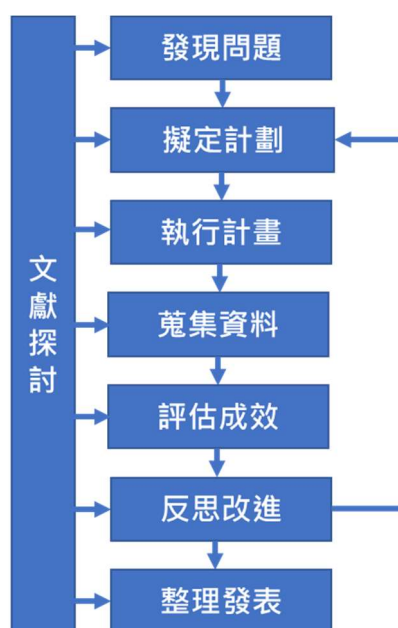 文獻探討
發現問題
擬定計劃
執行計畫
蒐集資料
評估成效
反思改進
整理發表